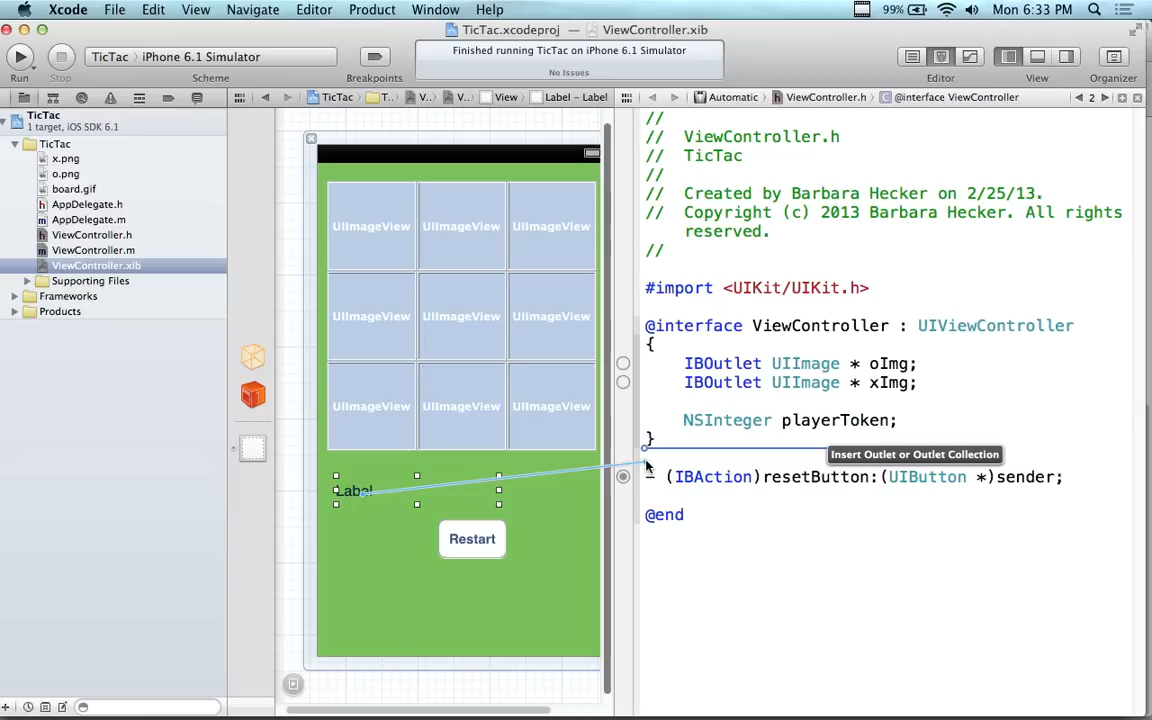 Xcode File Edit View Navigate Editor Product Window Help 99% Mon 6:33 PM
TicTac.xcodeproj — ViewController.xib
TicTac iPhone 6.1 Simulator
Finished running TicTac on iPhone 6.1 Simulator
No Issues
Run Stop Scheme Breakpoints Editor View Organizer
TicTac T... V... V... View Label - Label
Automatic ViewController.h @interface ViewController 2
TicTac
1 target, iOS SDK 6.1
TicTac
x.png
o.png
board.gif
AppDelegate.h
AppDelegate.m
ViewController.h
ViewController.m
ViewController.xib
Supporting Files
Frameworks
Products
UIImageView UIImageView UIImageView
UIImageView UIImageView UIImageView
UIImageView UIImageView UIImageView
Label
Restart
//
// ViewController.h
// TicTac
//
// Created by Barbara Hecker on 2/25/13.
// Copyright (c) 2013 Barbara Hecker. All rights
reserved.
//
#import <UIKit/UIKit.h>
@interface ViewController : UIViewController
{
IBOutlet UIImage * oImg;
IBOutlet UIImage * xImg;
NSInteger playerToken;
}
Insert Outlet or Outlet Collection
- (IBAction)resetButton:(UIButton *)sender;
@end